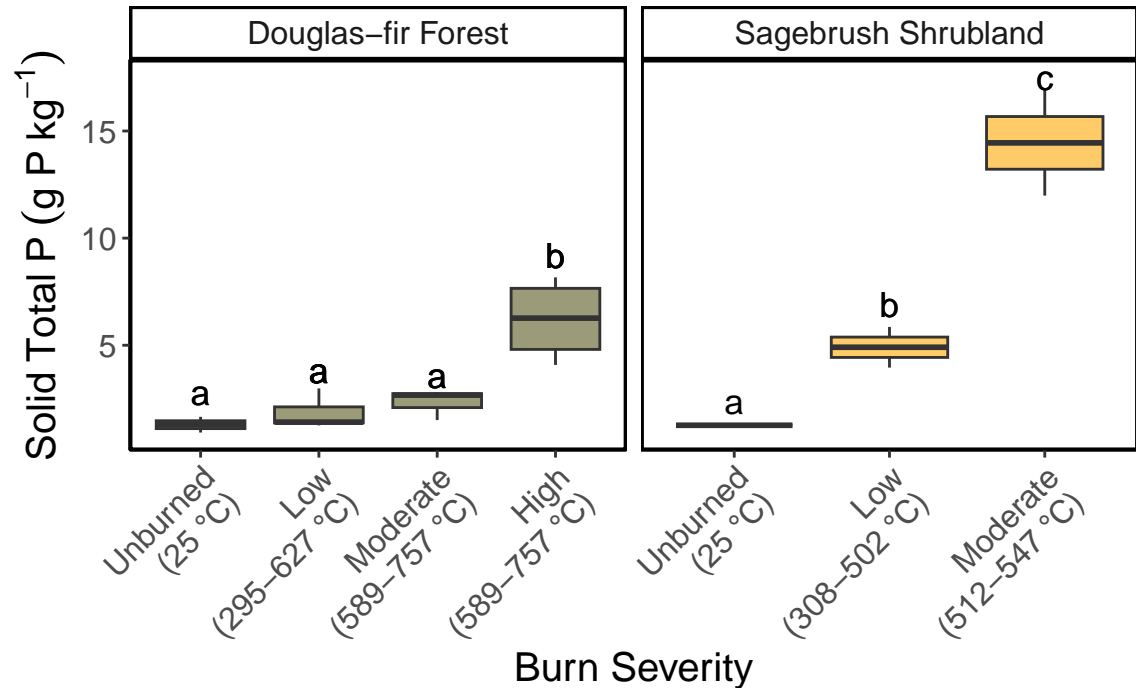 Douglas–fir Forest
Sagebrush Shrubland
Solid Total P (g P kg⁻¹)
15
10
5
a
a
a
b
a
b
c
Unburned
(25 °C)
Low
(295–627 °C)
Moderate
(589–757 °C)
High
(589–757 °C)
Unburned
(25 °C)
Low
(308–502 °C)
Moderate
(512–547 °C)
Burn Severity